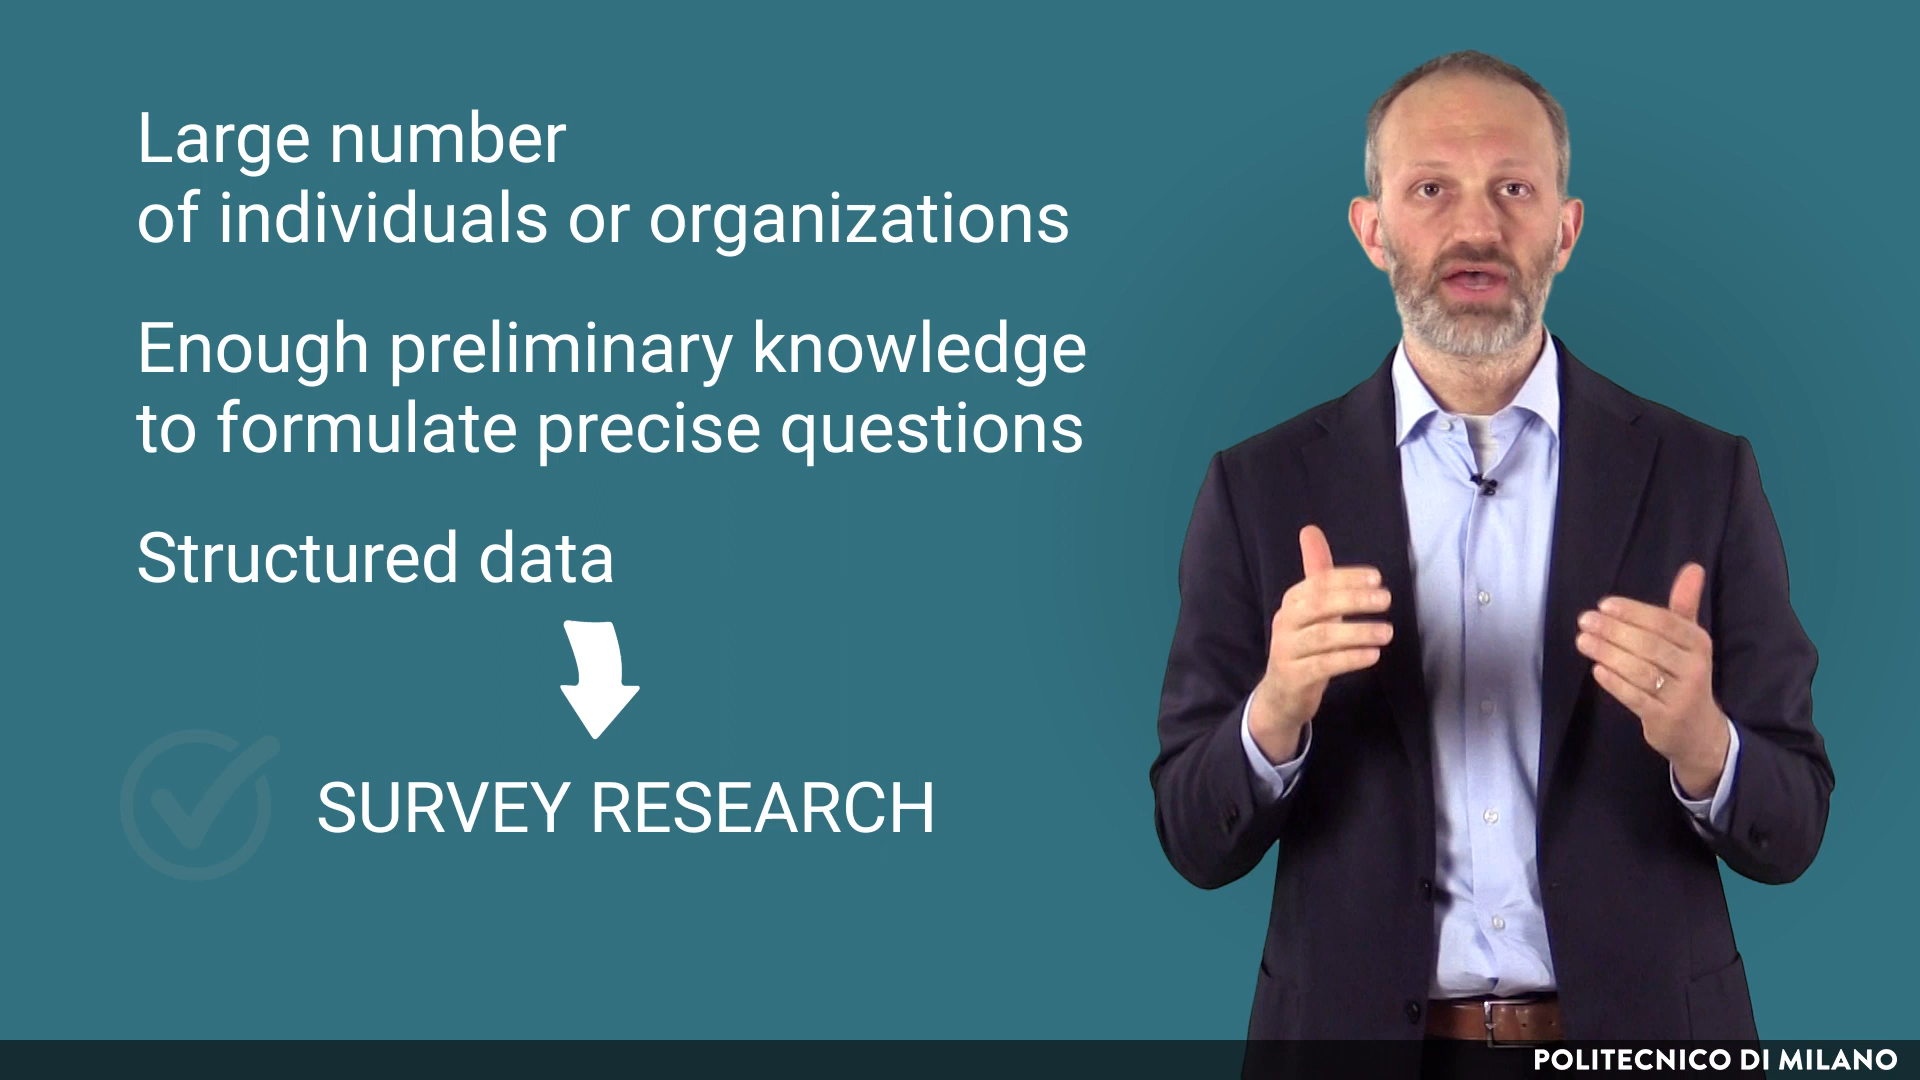 Large number
of individuals or organizations
Enough preliminary knowledge
to formulate precise questions
Structured data
SURVEY RESEARCH
POLITECNICO DI MILANO